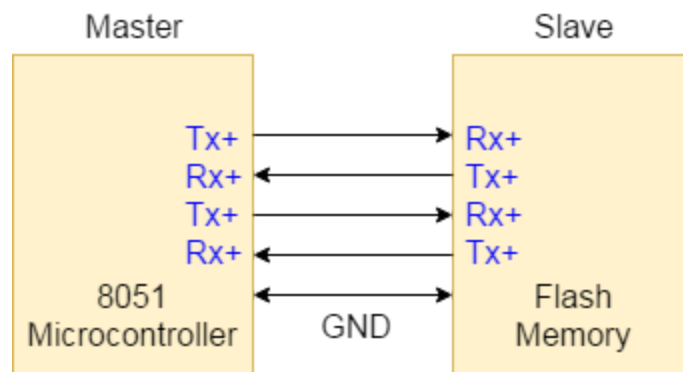 Master
Slave
Tx+
Rx+
Rx+
Tx+
Tx+
Rx+
Rx+
Tx+
8051
Microcontroller
GND
Flash
Memory